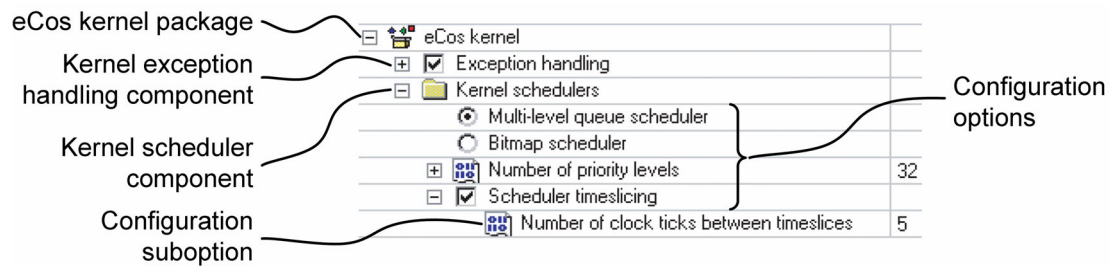 eCos kernel package
Kernel exception
handling component
Kernel scheduler
component
Configuration
suboption
eCos kernel
Exception handling
Kernel schedulers
Multi-level queue scheduler
Bitmap scheduler
Number of priority levels 32
Scheduler timeslicing
Number of clock ticks between timeslices 5
Configuration
options